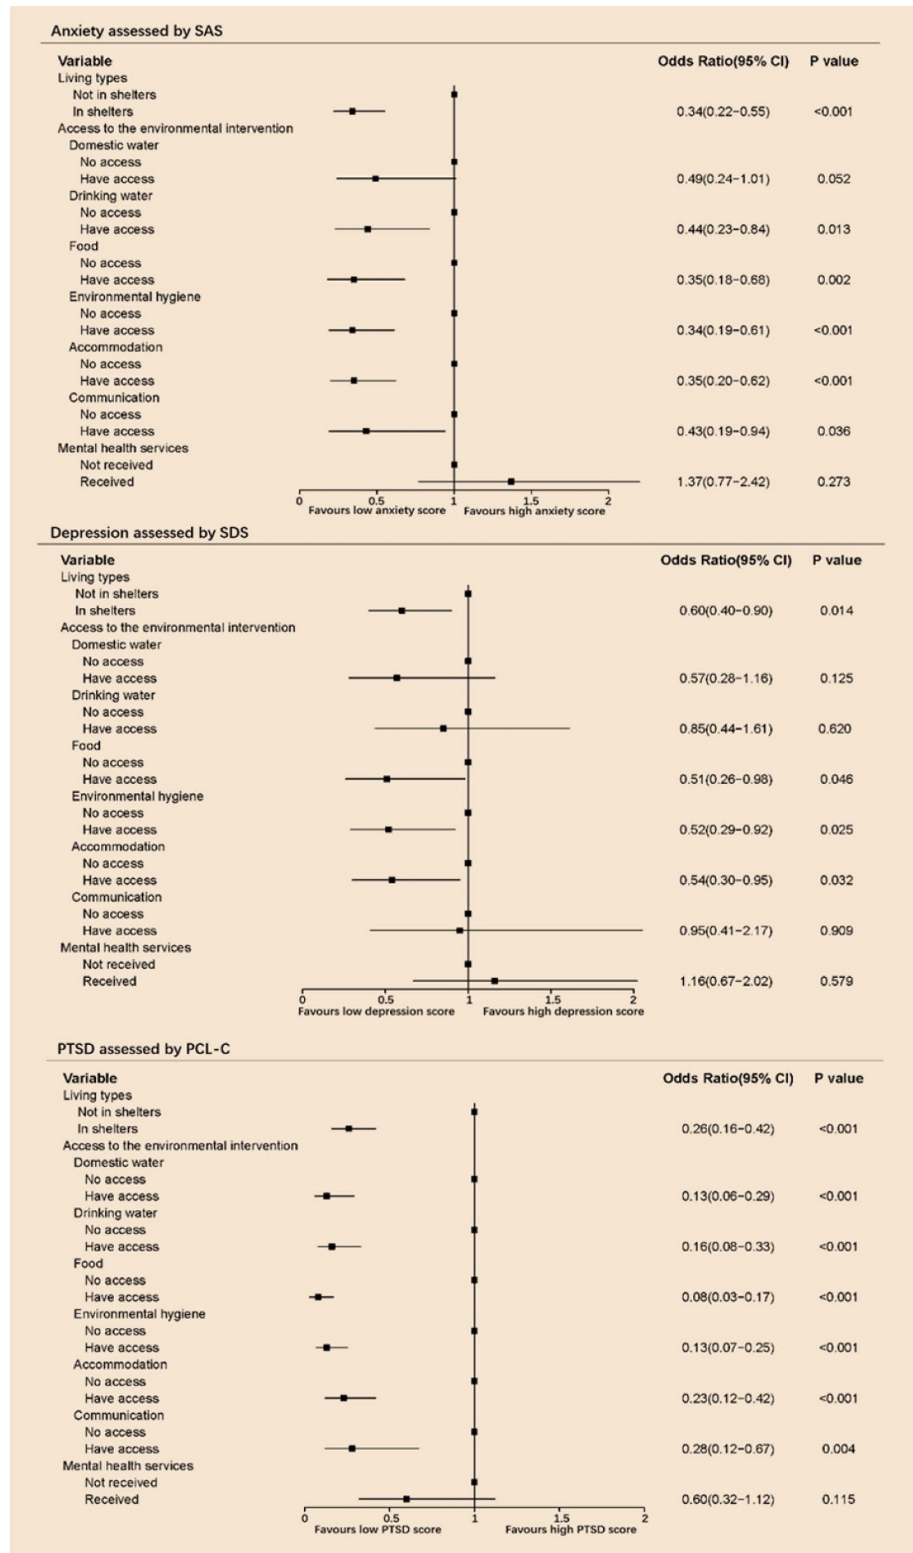 Anxiety assessed by SAS
Variable Odds Ratio(95% CI) P value
Living types
Not in shelters
In shelters 0.34(0.22−0.55) <0.001
Access to the environmental intervention
Domestic water
No access
Have access 0.49(0.24−1.01) 0.052
Drinking water
No access
Have access 0.44(0.23−0.84) 0.013
Food
No access
Have access 0.35(0.18−0.68) 0.002
Environmental hygiene
No access
Have access 0.34(0.19−0.61) <0.001
Accommodation
No access
Have access 0.35(0.20−0.62) <0.001
Communication
No access
Have access 0.43(0.19−0.94) 0.036
Mental health services
Not received
Received 1.37(0.77−2.42) 0.273
0 0.5 1 1.5 2
Favours low anxiety score Favours high anxiety score
Depression assessed by SDS
Variable Odds Ratio(95% CI) P value
Living types
Not in shelters
In shelters 0.60(0.40−0.90) 0.014
Access to the environmental intervention
Domestic water
No access
Have access 0.57(0.28−1.16) 0.125
Drinking water
No access
Have access 0.85(0.44−1.61) 0.620
Food
No access
Have access 0.51(0.26−0.98) 0.046
Environmental hygiene
No access
Have access 0.52(0.29−0.92) 0.025
Accommodation
No access
Have access 0.54(0.30−0.95) 0.032
Communication
No access
Have access 0.95(0.41−2.17) 0.909
Mental health services
Not received
Received 1.16(0.67−2.02) 0.579
0 0.5 1 1.5 2
Favours low depression score Favours high depression score
PTSD assessed by PCL-C
Variable Odds Ratio(95% CI) P value
Living types
Not in shelters
In shelters 0.26(0.16−0.42) <0.001
Access to the environmental intervention
Domestic water
No access
Have access 0.13(0.06−0.29) <0.001
Drinking water
No access
Have access 0.16(0.08−0.33) <0.001
Food
No access
Have access 0.08(0.03−0.17) <0.001
Environmental hygiene
No access
Have access 0.13(0.07−0.25) <0.001
Accommodation
No access
Have access 0.23(0.12−0.42) <0.001
Communication
No access
Have access 0.28(0.12−0.67) 0.004
Mental health services
Not received
Received 0.60(0.32−1.12) 0.115
0 0.5 1 1.5 2
Favours low PTSD score Favours high PTSD score